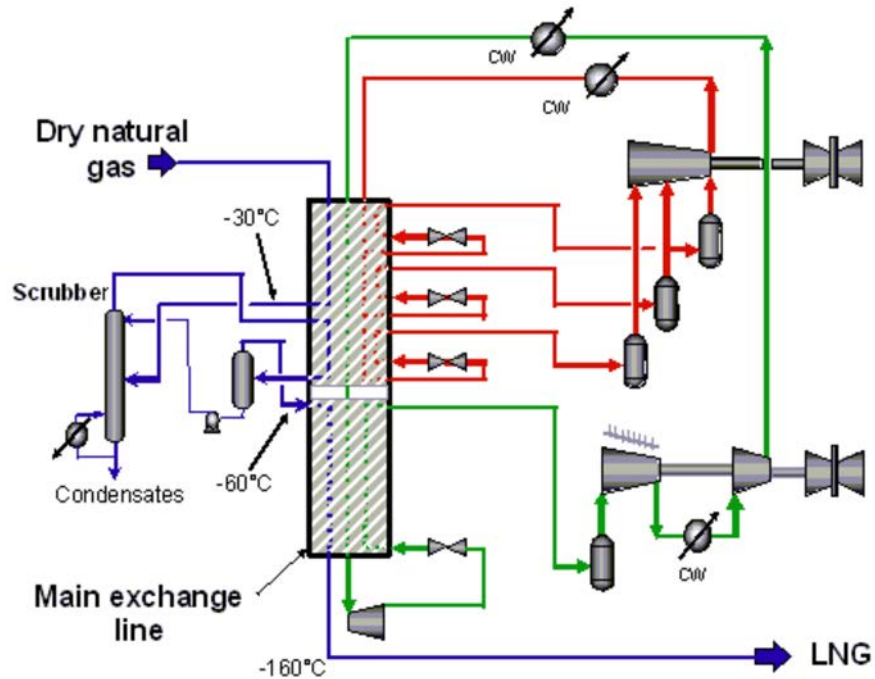 CW
CW
Dry natural
gas
-30°C
Scrubber
-60°C
Condensates
CW
Main exchange
line
-160°C
LNG